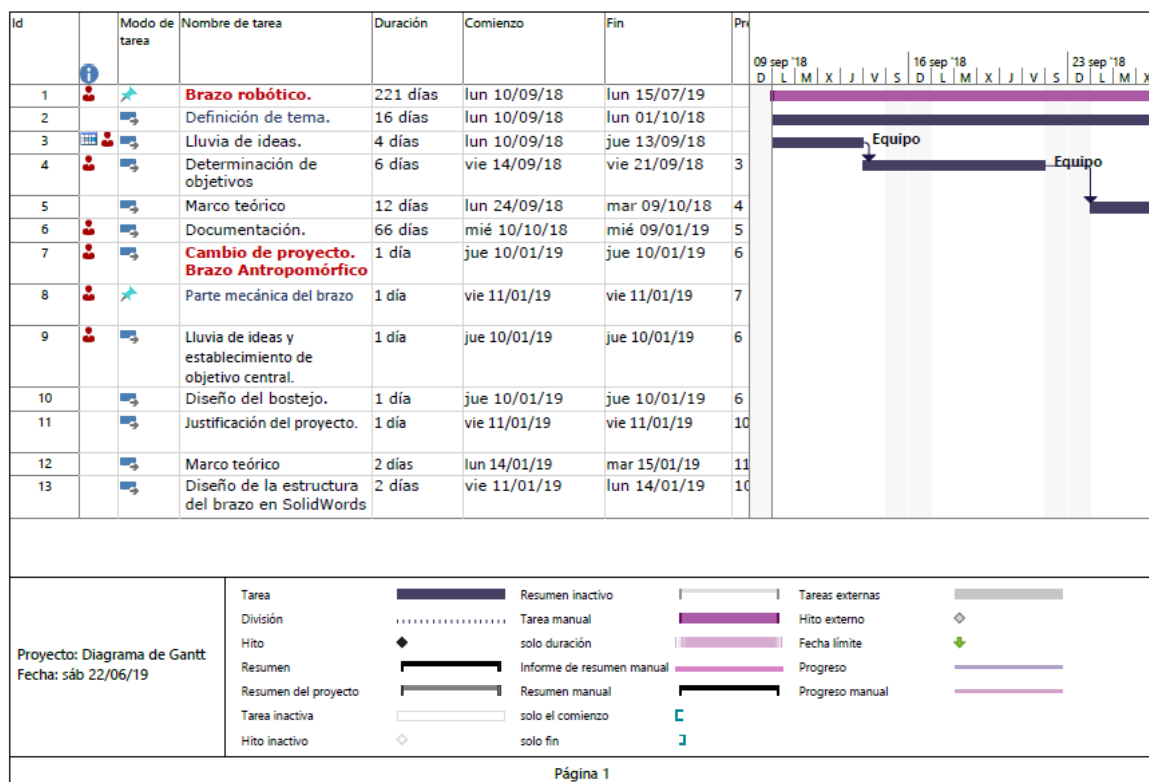 Id Modo de tarea Nombre de tarea Duración Comienzo Fin
09 sep '18 16 sep '18 23 sep '18
D L M X J V S D L M X J V S D L M X
1 Brazo robótico. 221 días lun 10/09/18 lun 15/07/19
2 Definición de tema. 16 días lun 10/09/18 lun 01/10/18
3 Lluvia de ideas. 4 días lun 10/09/18 jue 13/09/18 Equipo
4 Determinación de objetivos 6 días vie 14/09/18 vie 21/09/18 3 Equipo
5 Marco teórico 12 días lun 24/09/18 mar 09/10/18 4
6 Documentación. 66 días mié 10/10/18 mié 09/01/19 5
7 Cambio de proyecto. Brazo Antropomórfico 1 día jue 10/01/19 jue 10/01/19 6
8 Parte mecánica del brazo 1 día vie 11/01/19 vie 11/01/19 7
9 Lluvia de ideas y establecimiento de objetivo central. 1 día jue 10/01/19 jue 10/01/19 6
10 Diseño del bostejo. 1 día jue 10/01/19 jue 10/01/19 6
11 Justificación del proyecto. 1 día vie 11/01/19 vie 11/01/19 10
12 Marco teórico 2 días lun 14/01/19 mar 15/01/19 11
13 Diseño de la estructura del brazo en SolidWords 2 días vie 11/01/19 lun 14/01/19 10
Proyecto: Diagrama de Gantt
Fecha: sáb 22/06/19
Tarea
División
Hito
Resumen
Resumen del proyecto
Tarea inactiva
Hito inactivo
Resumen inactivo
Tarea manual
solo duración
Informe de resumen manual
Resumen manual
solo el comienzo
solo fin
Tareas externas
Hito externo
Fecha límite
Progreso
Progreso manual
Página 1